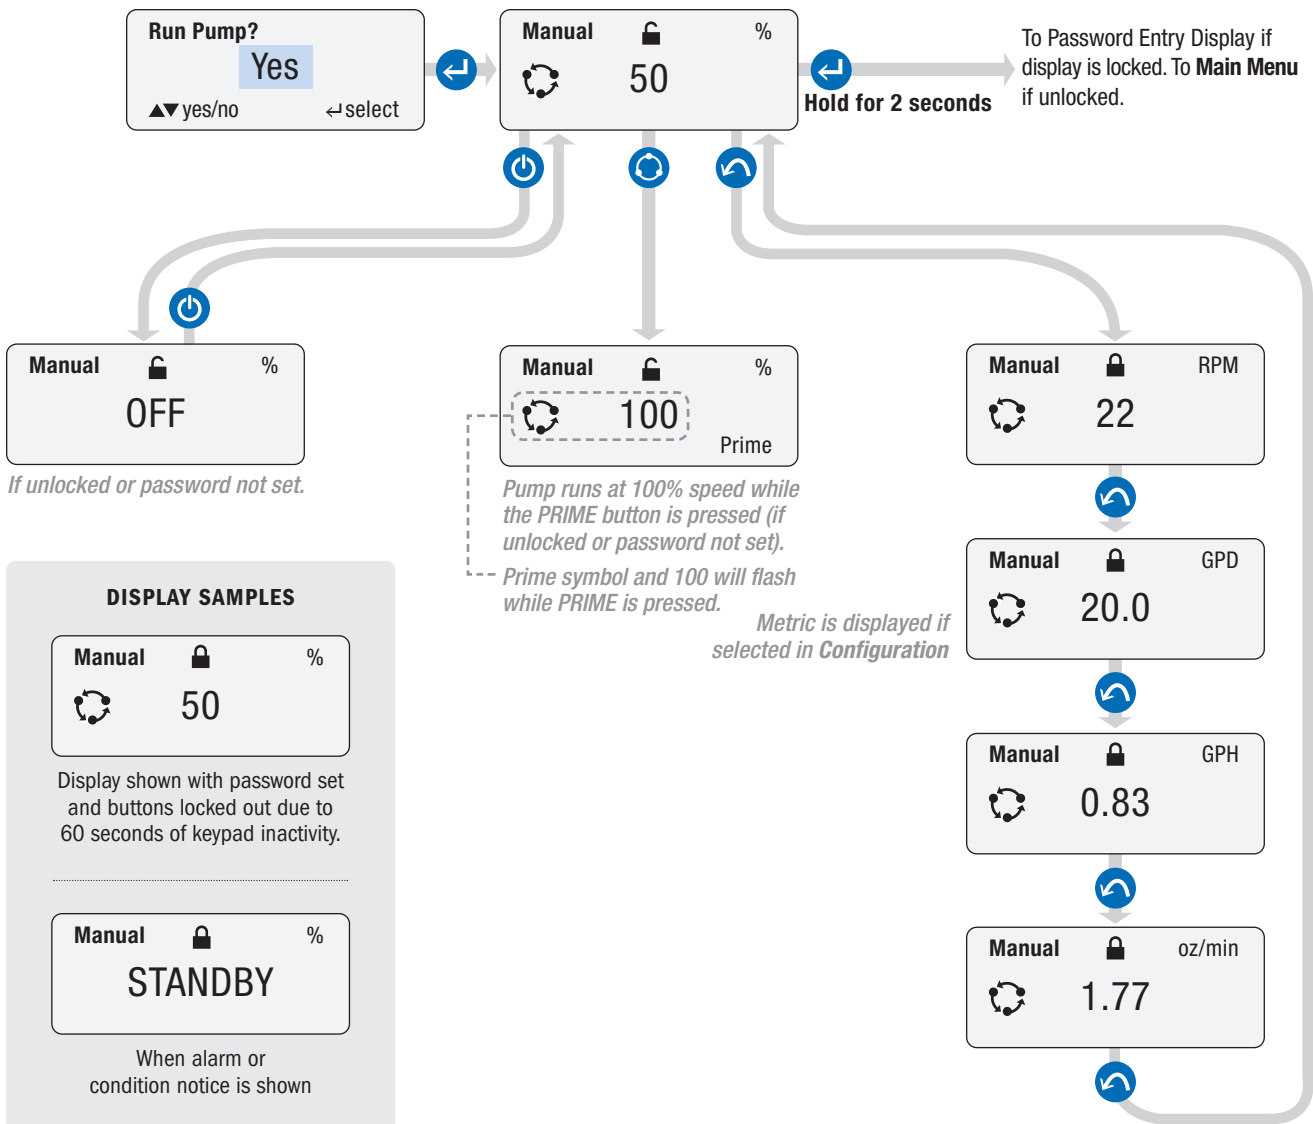 Run Pump?
Yes
▲▼ yes/no ↵ select
Manual %
50
Hold for 2 seconds
To Password Entry Display if
display is locked. To Main Menu
if unlocked.
Manual %
OFF
If unlocked or password not set.
Manual %
100
Prime
Pump runs at 100% speed while
the PRIME button is pressed (if
unlocked or password not set).
Prime symbol and 100 will flash
while PRIME is pressed.
Manual RPM
22
Manual GPD
20.0
Metric is displayed if
selected in Configuration
Manual GPH
0.83
Manual oz/min
1.77
DISPLAY SAMPLES
Manual %
50
Display shown with password set
and buttons locked out due to
60 seconds of keypad inactivity.
Manual %
STANDBY
When alarm or
condition notice is shown